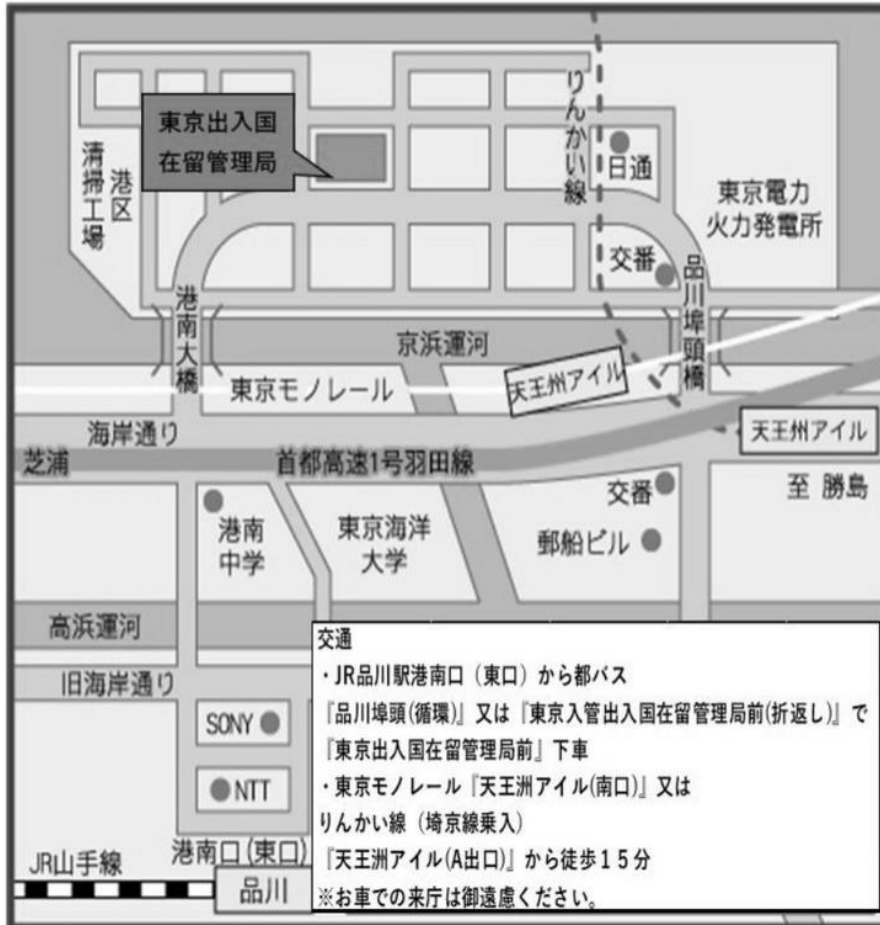 東京出入国
在留管理局
りんかい線
日通
港区
清掃工場
東京電力
火力発電所
交番
品川埠頭橋
港南大橋
京浜運河
天王州アイル
東京モノレール
海岸通り
天王州アイル
芝浦
首都高速1号羽田線
至 勝島
交番
港南
中学
東京海洋
大学
郵船ビル
高浜運河
旧海岸通り
SONY
NTT
港南口(東口)
JR山手線
品川
交通
・JR品川駅港南口（東口）から都バス
『品川埠頭(循環)』又は『東京入管出入国在留管理局前(折返し)』で
『東京出入国在留管理局前』下車
・東京モノレール『天王洲アイル(南口)』又は
りんかい線（埼京線乗入）
『天王洲アイル(A出口)』から徒歩１５分
※お車での来庁は御遠慮ください。